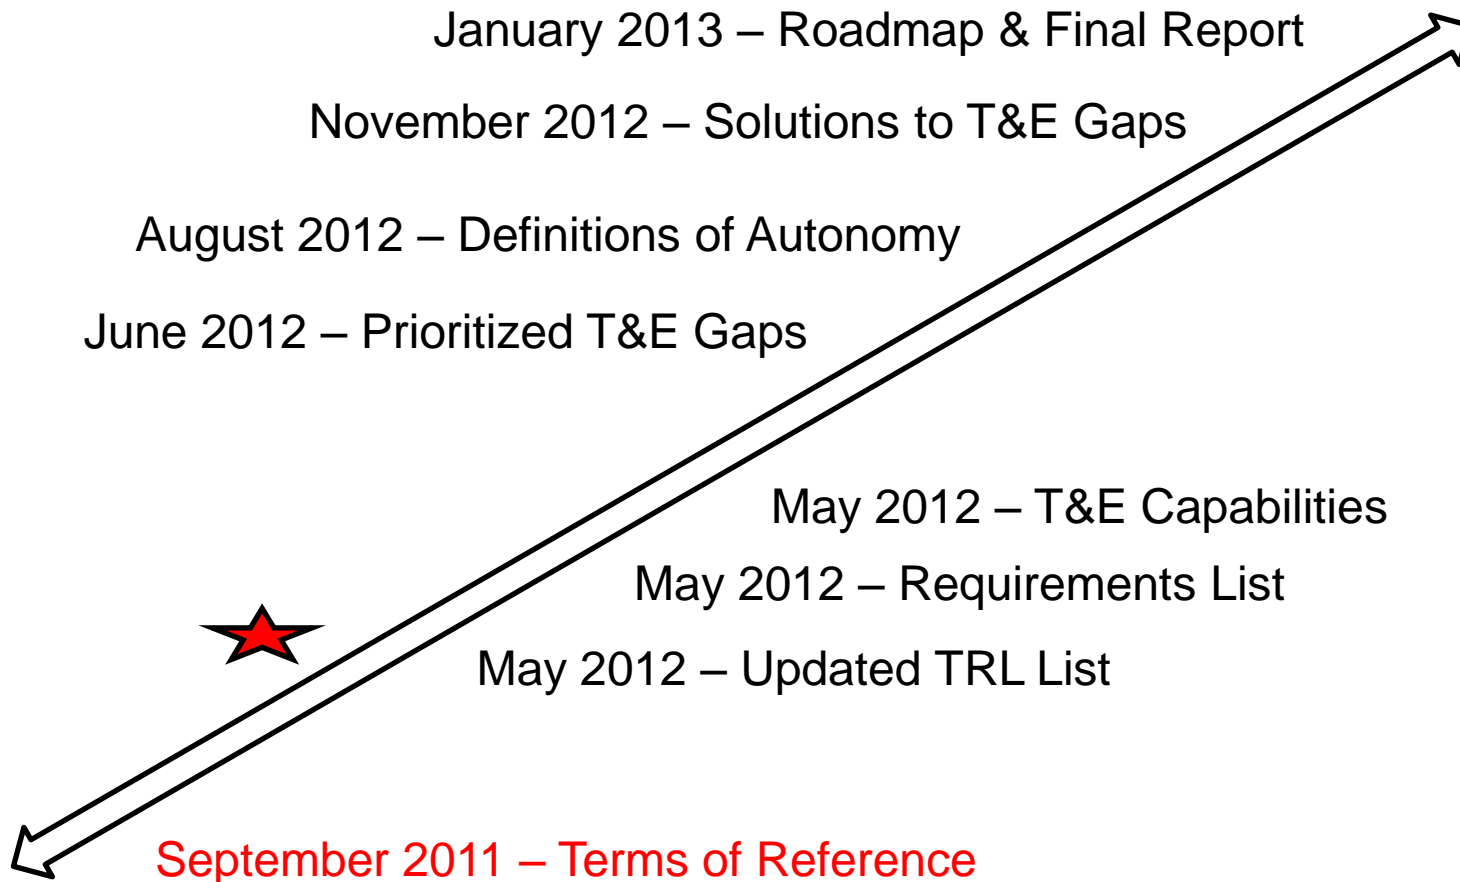 January 2013 – Roadmap & Final Report
November 2012 – Solutions to T&E Gaps
August 2012 – Definitions of Autonomy
June 2012 – Prioritized T&E Gaps
May 2012 – T&E Capabilities
May 2012 – Requirements List
May 2012 – Updated TRL List
September 2011 – Terms of Reference